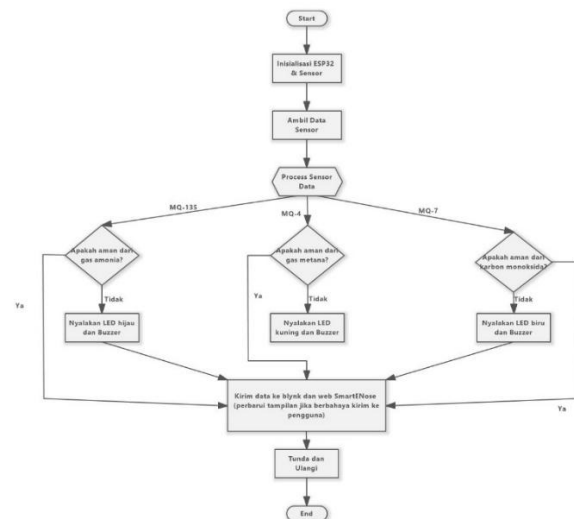 Start
Inisialisasi ESP32
& Sensor
Ambil Data
Sensor
Process Sensor
Data
MQ-135
MQ-4
MQ-7
Apakah aman dari
gas amonia?
Apakah aman dari
gas metana?
Apakah aman dari
karbon monoksida?
Ya
Tidak
Ya
Tidak
Tidak
Nyalakan LED hijau
dan Buzzer
Nyalakan LED
kuning dan Buzzer
Nyalakan LED biru
dan Buzzer
Kirim data ke blynk dan web SmartENose
(perbarui tampilan jika berbahaya kirim ke
pengguna)
Ya
Tunda dan
Ulangi
End